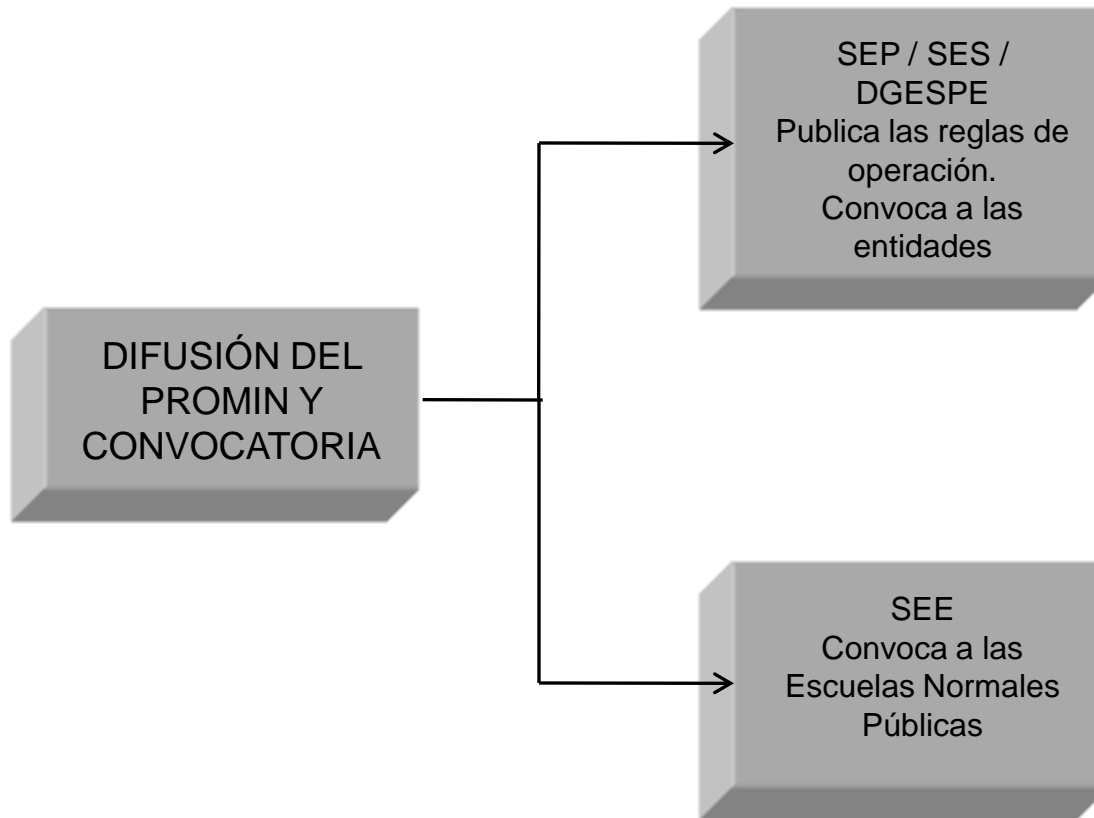 SEP / SES /
DGESPE
Publica las reglas de
operación.
Convoca a las
entidades
DIFUSIÓN DEL
PROMIN Y
CONVOCATORIA
SEE
Convoca a las
Escuelas Normales
Públicas